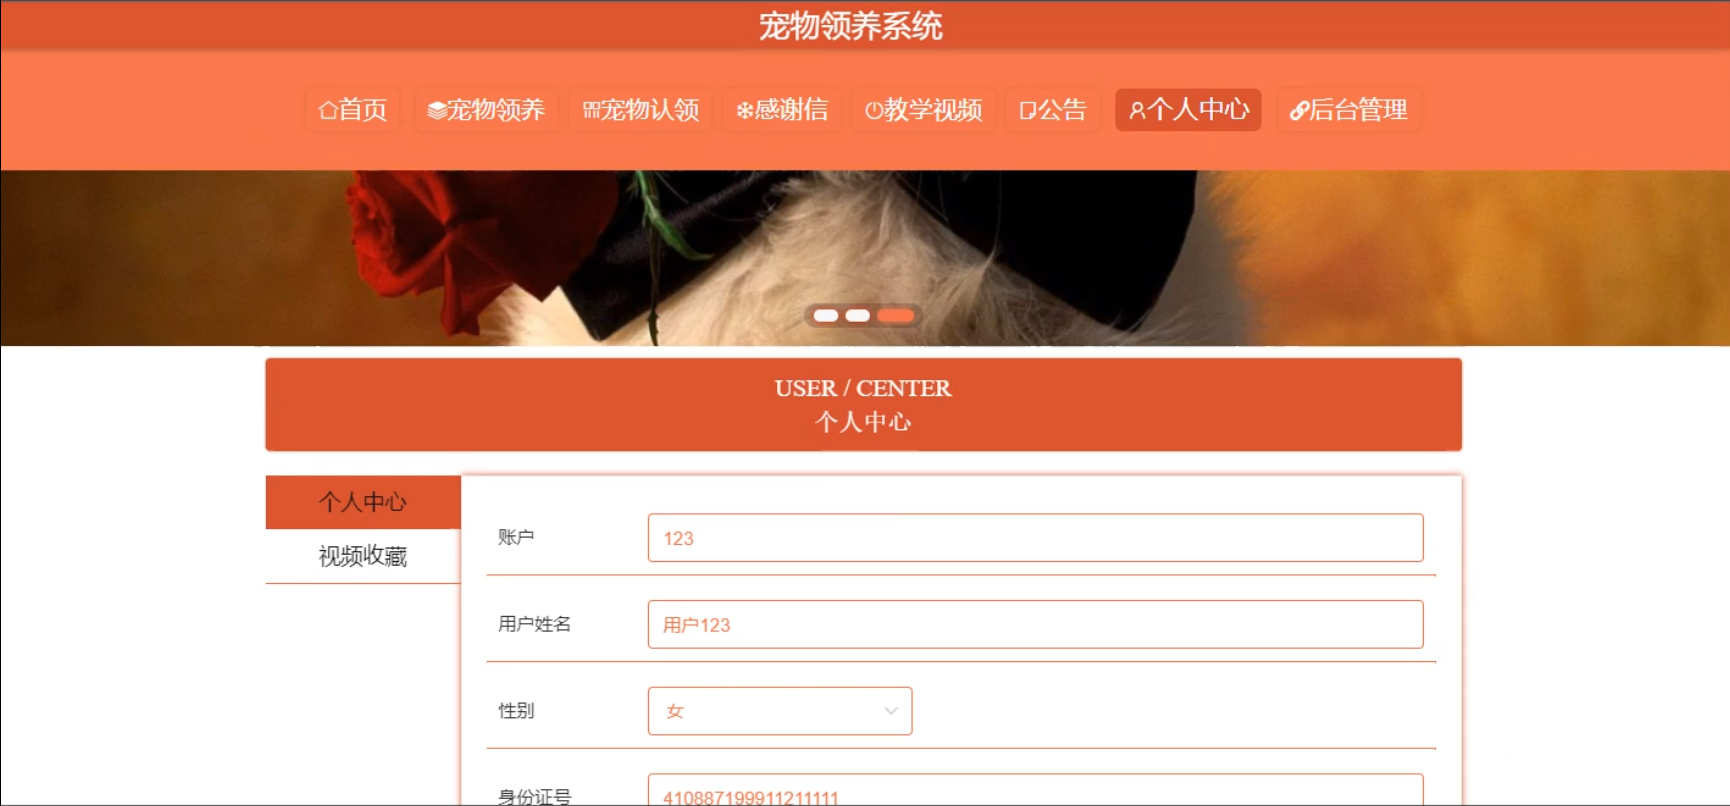 宠物领养系统
首页 宠物领养 宠物认领 感谢信 教学视频 公告 个人中心 后台管理
USER / CENTER
个人中心
个人中心
视频收藏
账户 123
用户姓名 用户123
性别 女
身份证号 410887199911211111